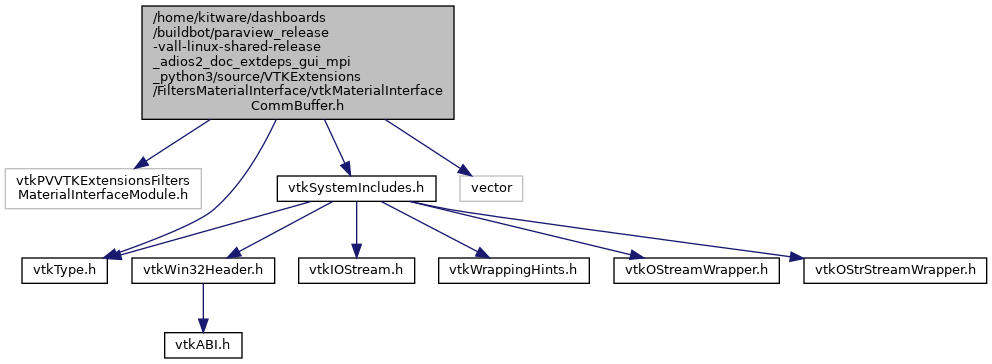 /home/kitware/dashboards
/buildbot/paraview_release
-vall-linux-shared-release
_adios2_doc_extdeps_gui_mpi
_python3/source/VTKExtensions
/FiltersMaterialInterface/vtkMaterialInterface
CommBuffer.h
vtkPVVTKExtensionsFilters
MaterialInterfaceModule.h
vtkSystemIncludes.h
vector
vtkType.h
vtkWin32Header.h
vtkIOStream.h
vtkWrappingHints.h
vtkOStreamWrapper.h
vtkOStrStreamWrapper.h
vtkABI.h